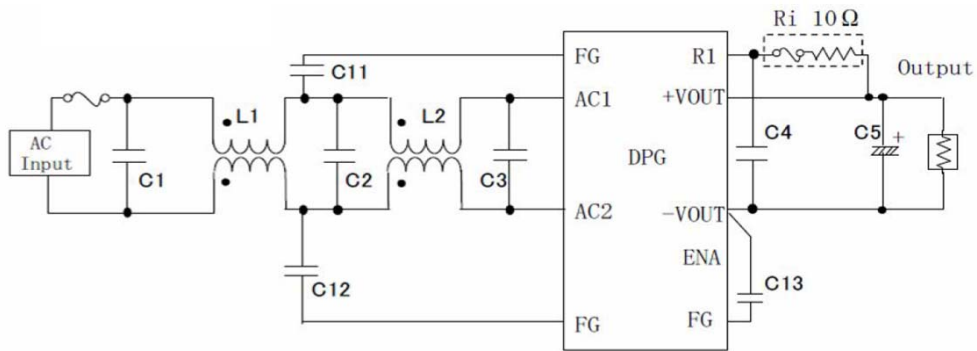 Ri 10Ω
FG
R1
Output
C11
AC1
+VOUT
L1
L2
C4
C5
+
AC
Input
C1
C2
C3
DPG
AC2
-VOUT
ENA
C12
C13
FG
FG